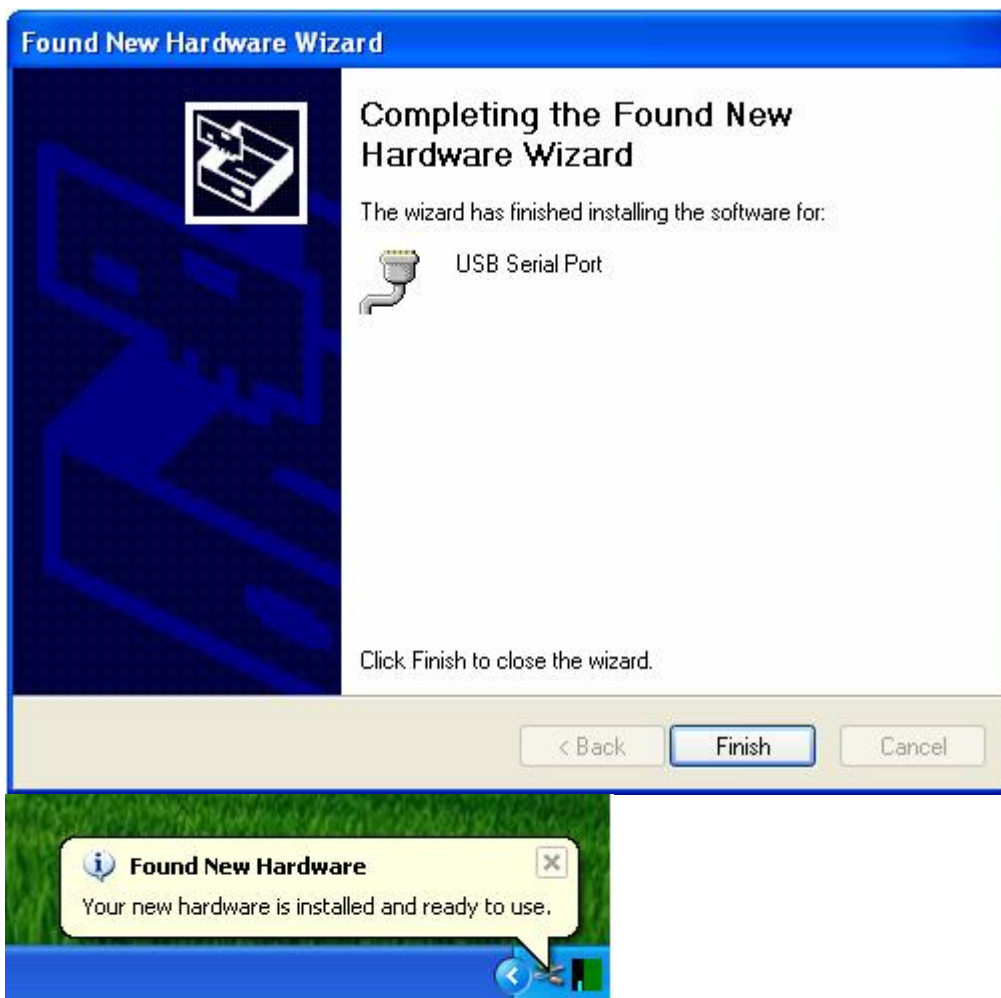 Found New Hardware Wizard
Completing the Found New
Hardware Wizard
The wizard has finished installing the software for:
USB Serial Port
Click Finish to close the wizard.
< Back
Finish
Cancel
Found New Hardware
Your new hardware is installed and ready to use.